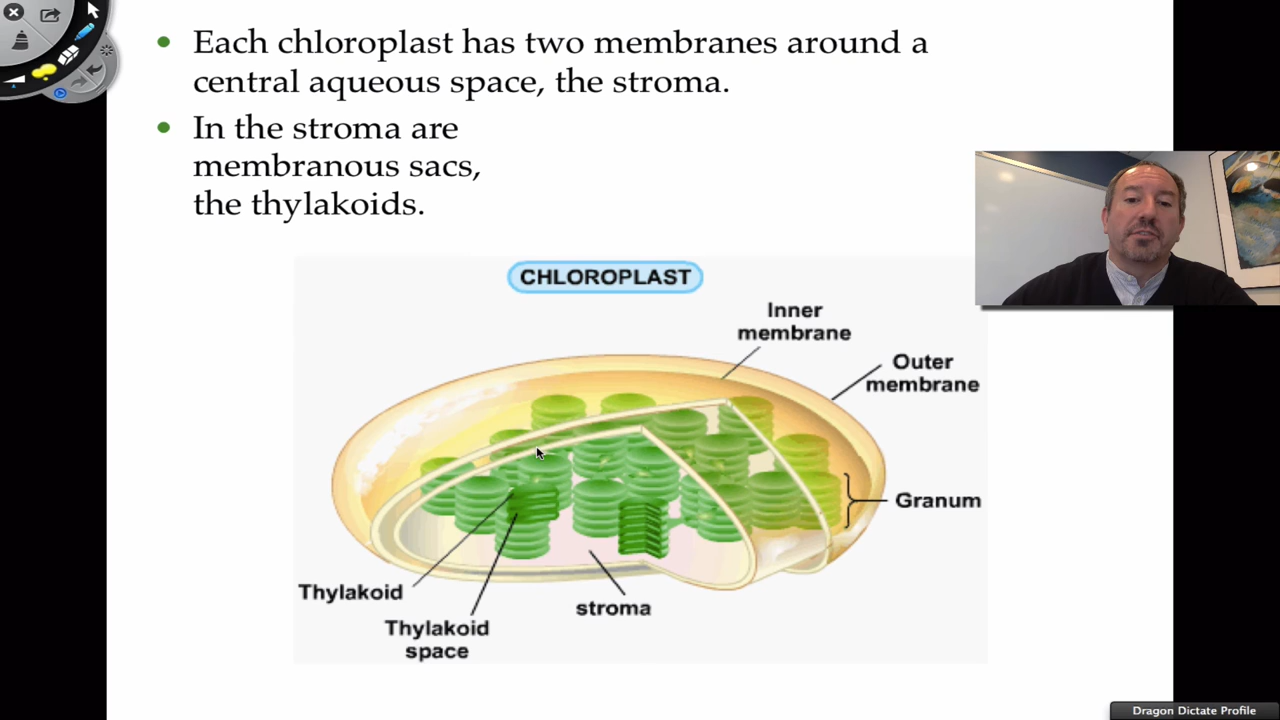 Each chloroplast has two membranes around a
central aqueous space, the stroma.
In the stroma are
membranous sacs,
the thylakoids.
CHLOROPLAST
Inner
membrane
Outer
membrane
Granum
Thylakoid
Thylakoid
space
stroma
Dragon Dictate Profile